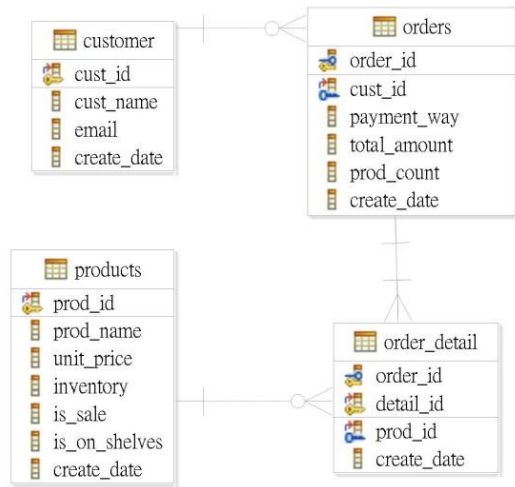 customer
cust_id
cust_name
email
create_date
orders
order_id
cust_id
payment_way
total_amount
prod_count
create_date
products
prod_id
prod_name
unit_price
inventory
is_sale
is_on_shelves
create_date
order_detail
order_id
detail_id
prod_id
create_date